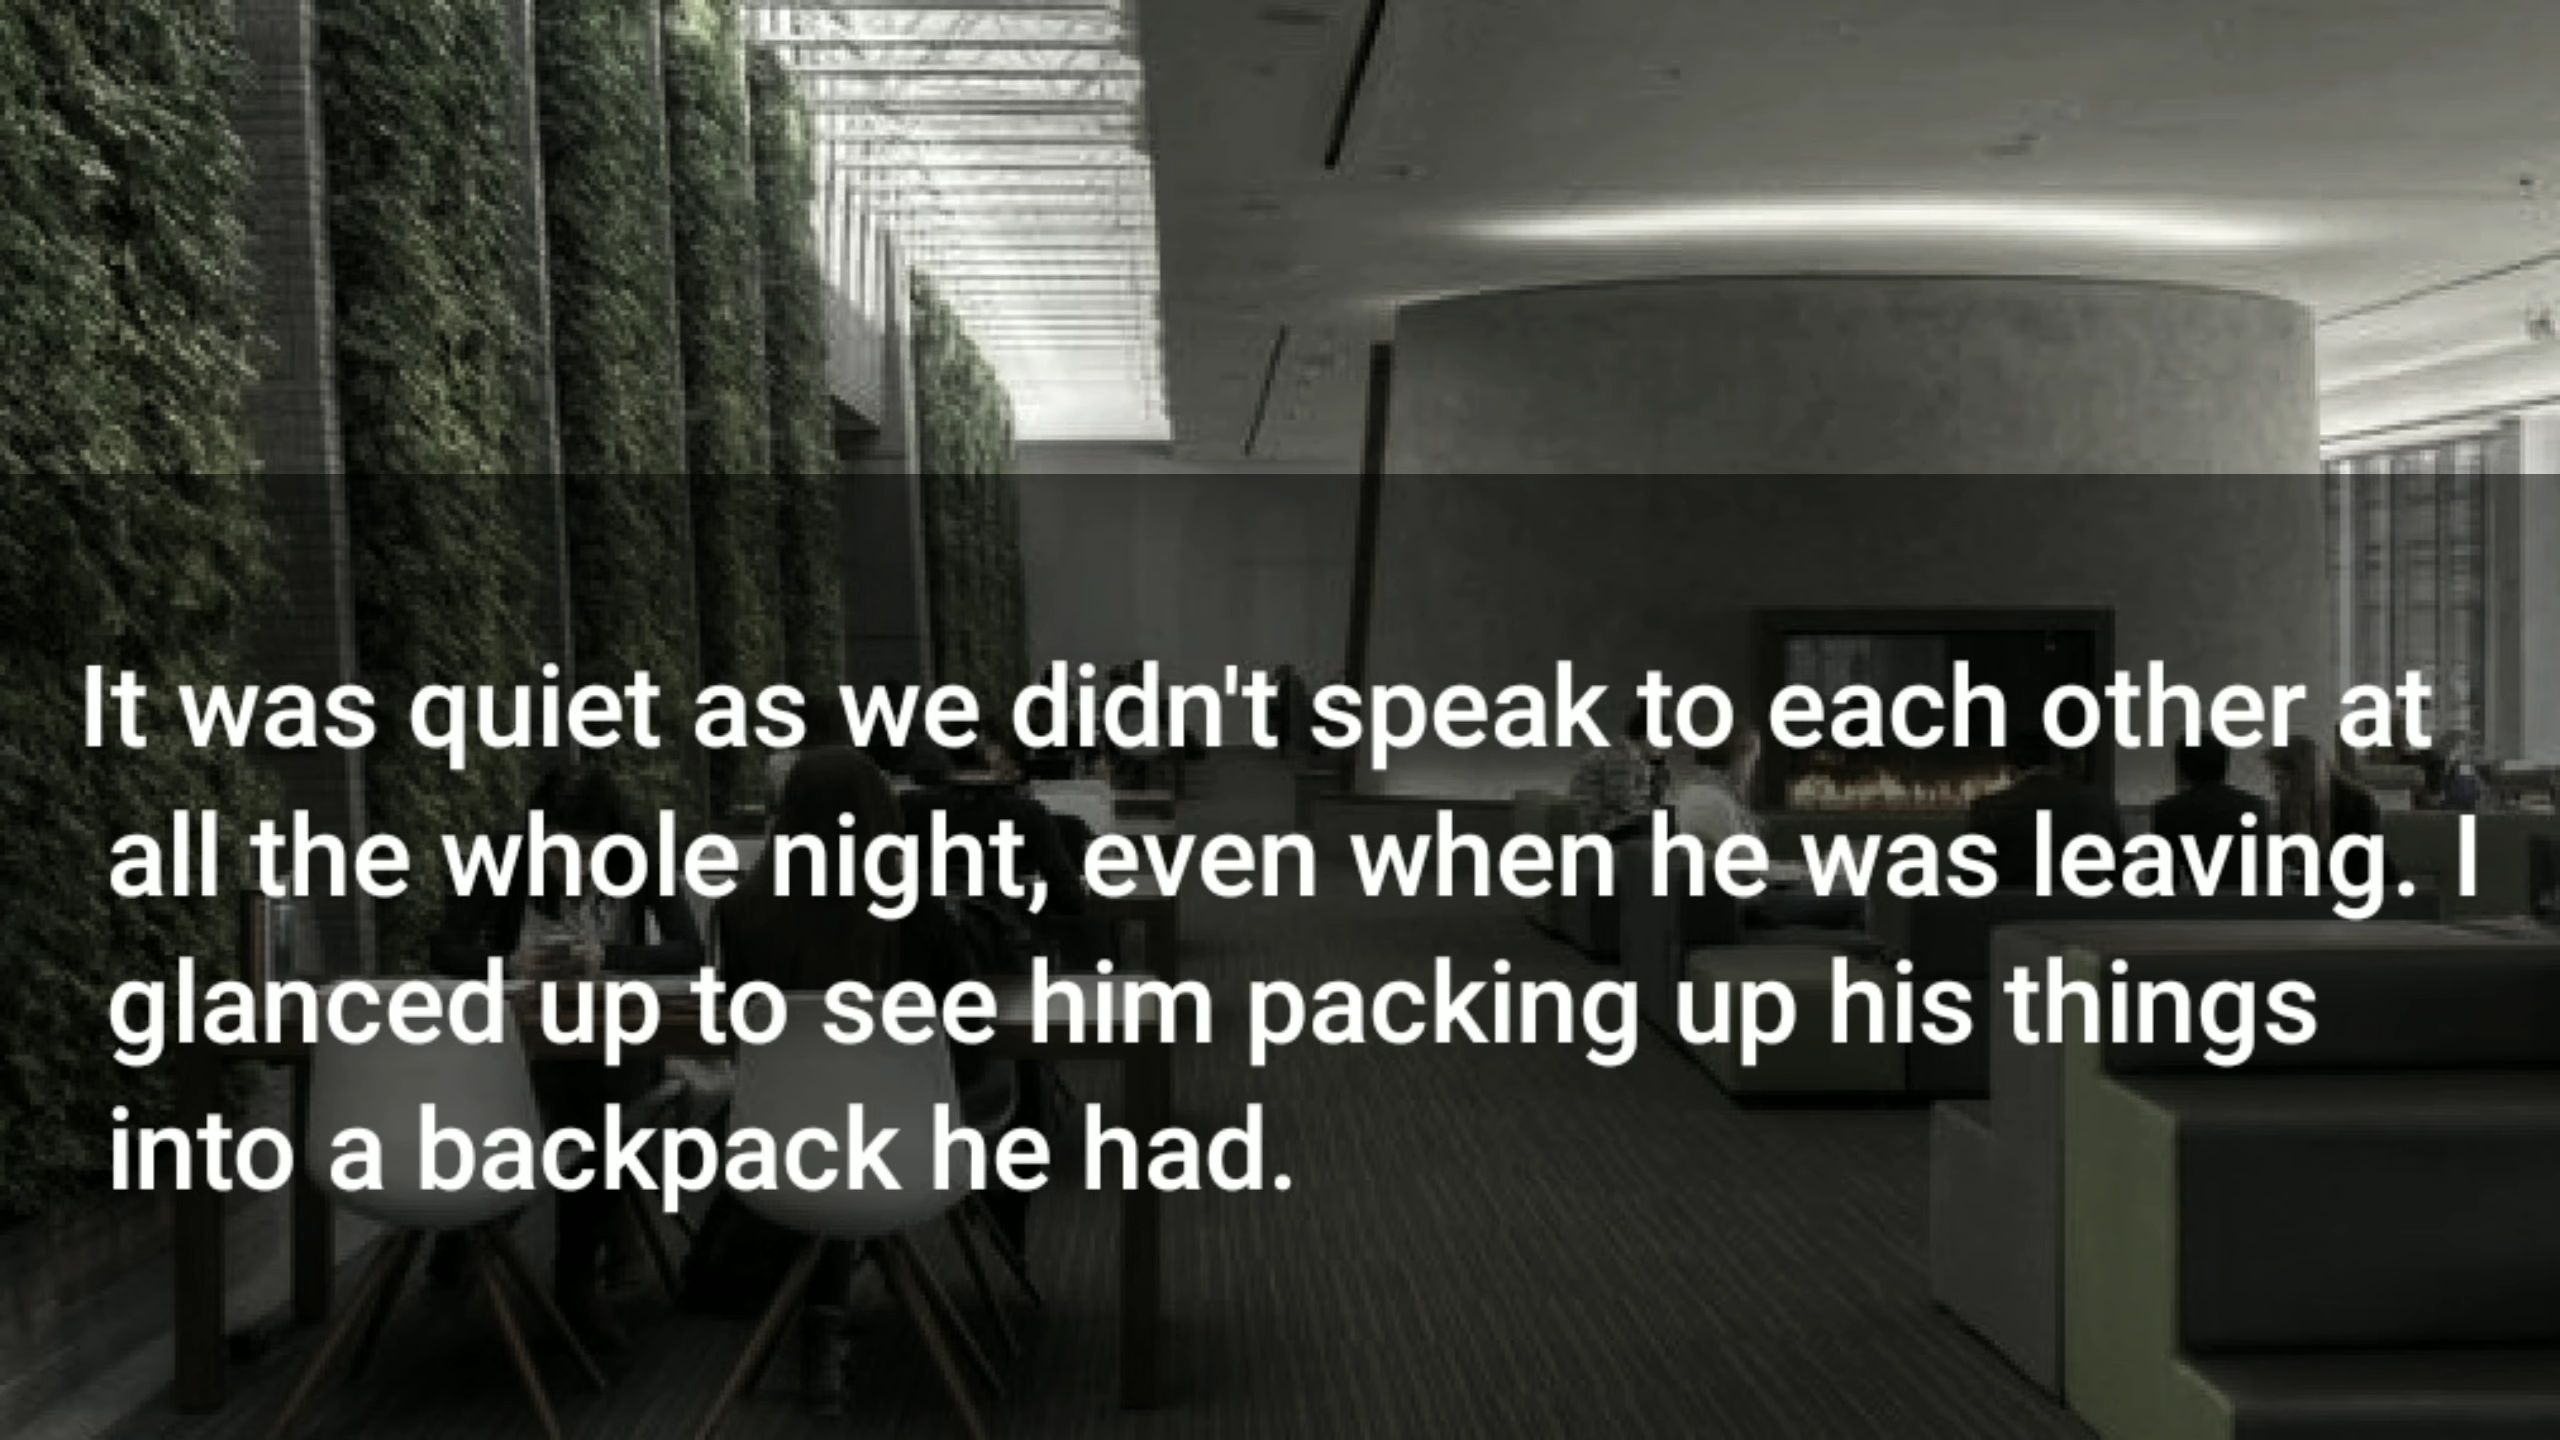 It was quiet as we didn't speak to each other at
all the whole night, even when he was leaving. I
glanced up to see him packing up his things
into a backpack he had.